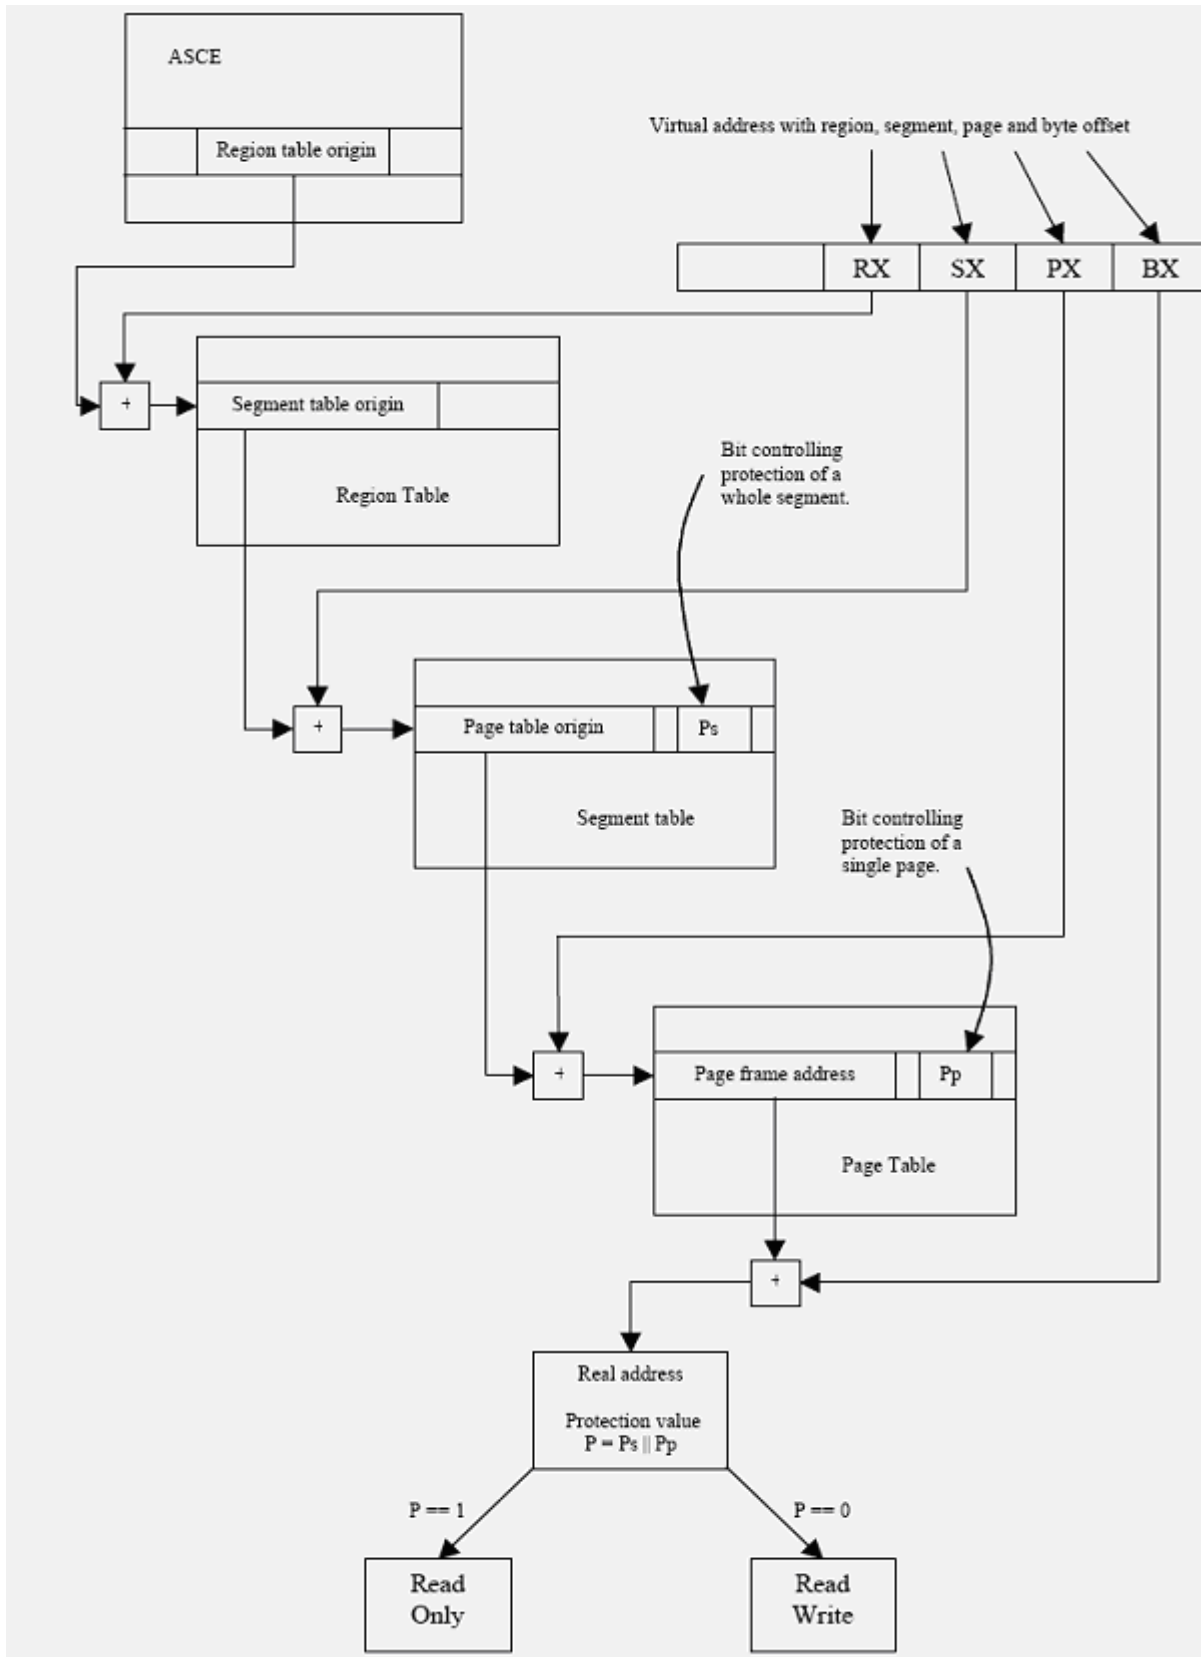 ASCE
Region table origin
Virtual address with region, segment, page and byte offset
RX SX PX BX
+
Segment table origin
Region Table
Bit controlling
protection of a
whole segment.
+
Page table origin
Ps
Segment table
Bit controlling
protection of a
single page.
+
Page frame address
Pp
Page Table
+
Real address
Protection value
P = Ps || Pp
P == 1
P == 0
Read
Only
Read
Write